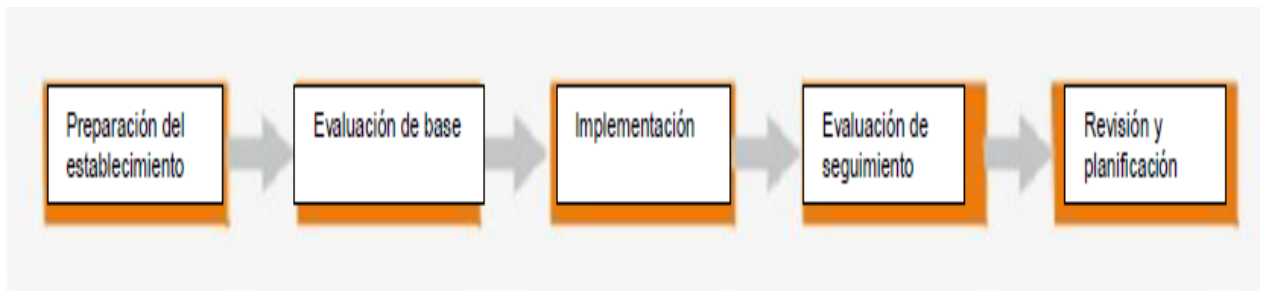 Preparación del
establecimiento
Evaluación de base
Implementación
Evaluación de
seguimiento
Revisión y
planificación